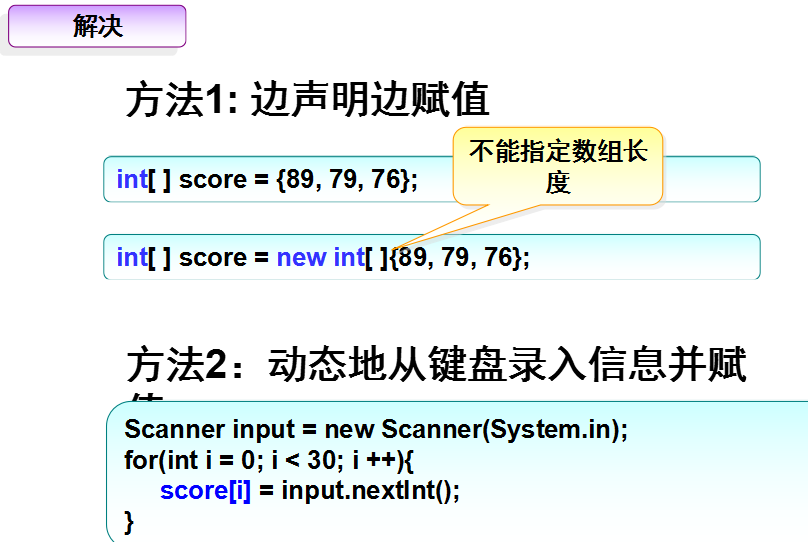 解决
方法1: 边声明边赋值
不能指定数组长
度
int[ ] score = {89, 79, 76};
int[ ] score = new int[ ]{89, 79, 76};
方法2：动态地从键盘录入信息并赋
Scanner input = new Scanner(System.in);
for(int i = 0; i < 30; i ++){
score[i] = input.nextInt();
}